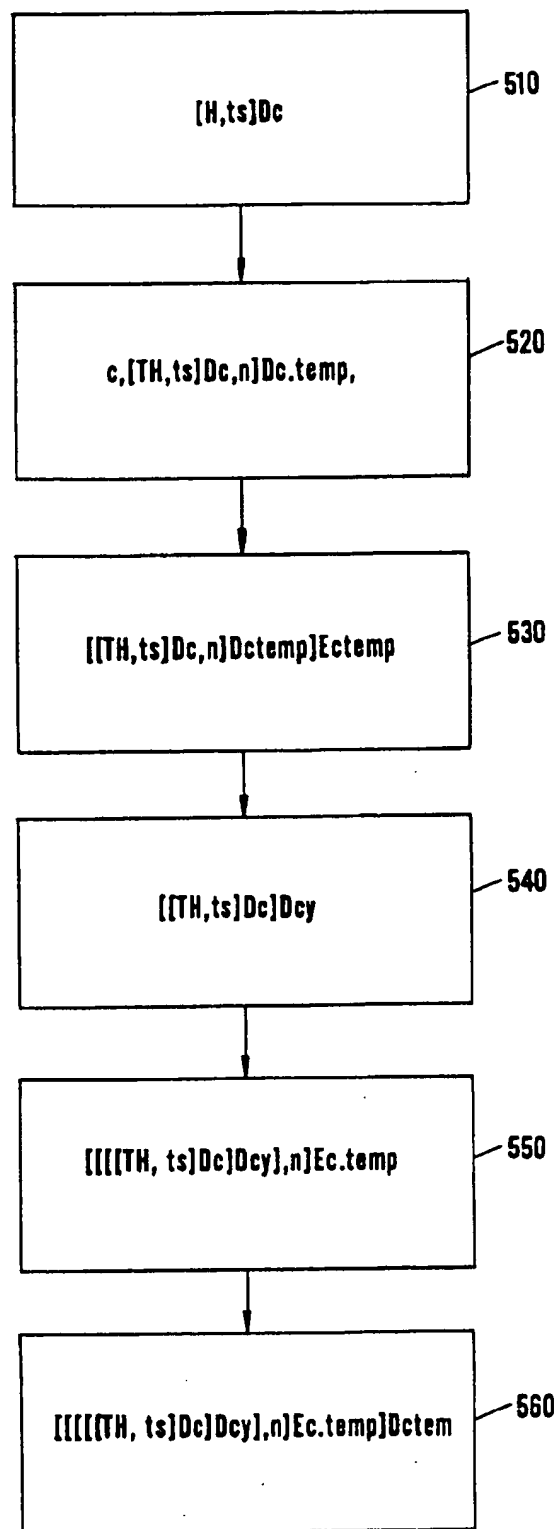 [H,ts]Dc
510
c,[TH,ts]Dc,n]Dc.temp,
520
[[TH,ts]Dc,n]Dctemp]Ectemp
530
[[TH,ts]Dc]Dcy
540
[[[[TH, ts]Dc]Dcy],n]Ec.temp
550
[[[[[TH, ts]Dc]Dcy],n]Ec.temp]Dctem
560